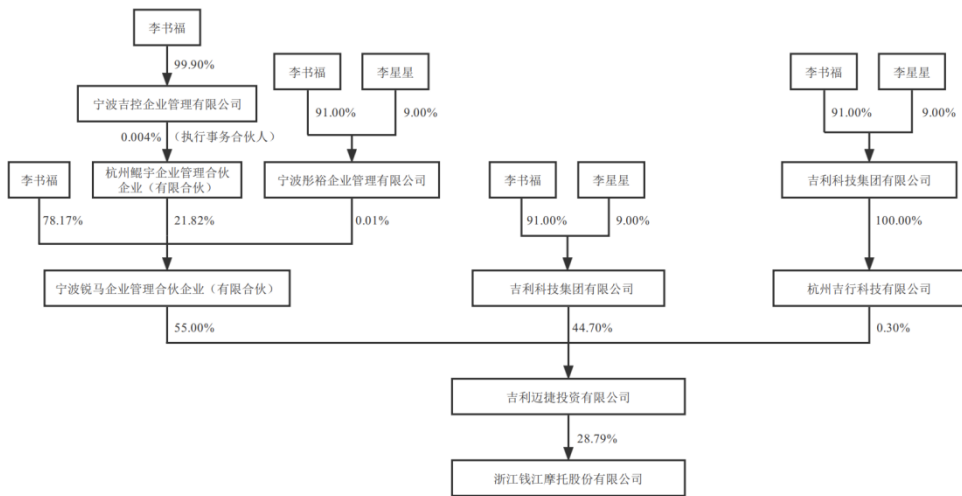 李书福
99.90%
李书福
李星星
李书福
李星星
宁波吉控企业管理有限公司
91.00%
9.00%
91.00%
9.00%
0.004%（执行事务合伙人）
李书福
杭州鲲宇企业管理合伙
企业（有限合伙）
宁波彤裕企业管理有限公司
李书福
李星星
吉利科技集团有限公司
78.17%
21.82%
0.01%
91.00%
9.00%
100.00%
宁波锐马企业管理合伙企业（有限合伙）
吉利科技集团有限公司
杭州吉行科技有限公司
55.00%
44.70%
0.30%
吉利迈捷投资有限公司
28.79%
浙江钱江摩托股份有限公司